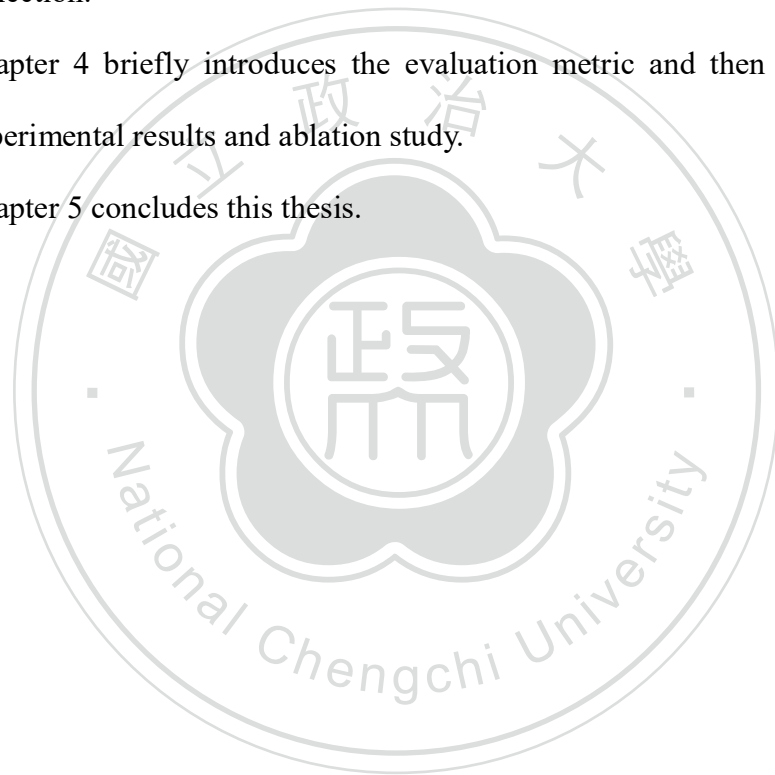 ection.
apter 4 briefly introduces the evaluation metric and then
perimental results and ablation study.
apter 5 concludes this thesis.
國立政治大學
政大
National Chengchi University